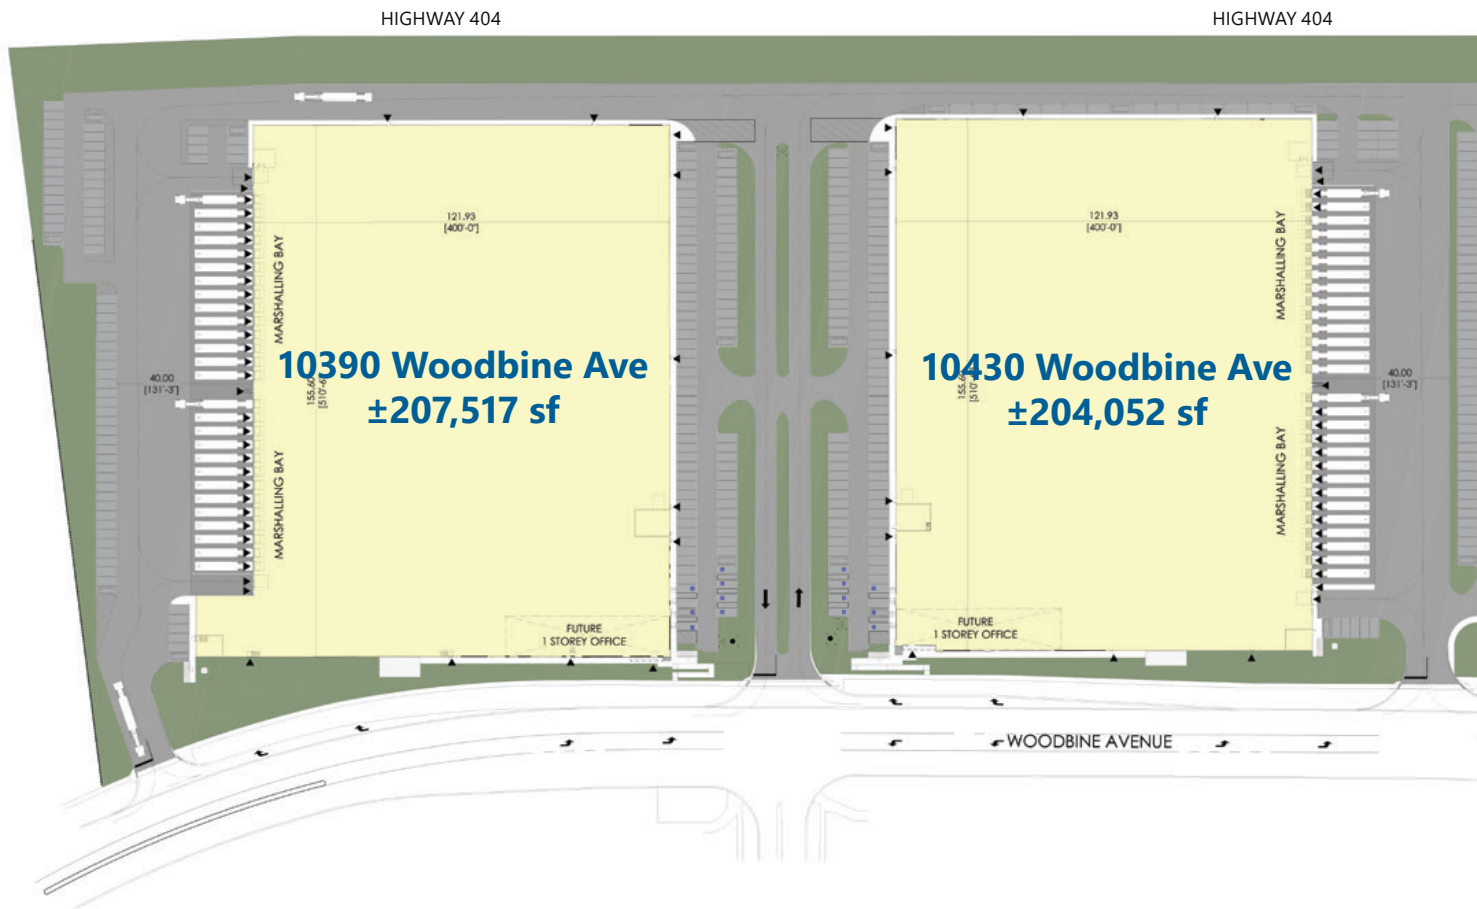 HIGHWAY 404
HIGHWAY 404
121.93
[400'-0"]
121.93
[400'-0"]
MARSHALLING BAY
MARSHALLING BAY
10390 Woodbine Ave
±207,517 sf
10430 Woodbine Ave
±204,052 sf
40.00
[131'-3"]
40.00
[131'-3"]
MARSHALLING BAY
MARSHALLING BAY
FUTURE
1 STOREY OFFICE
FUTURE
1 STOREY OFFICE
WOODBINE AVENUE